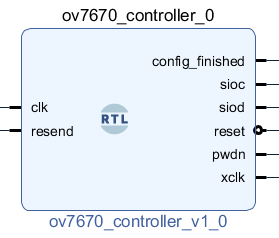 ov7670_controller_0
config_finished
sioc
clk
siod
RTL
resend
reset
pwdn
xclk
ov7670_controller_v1_0